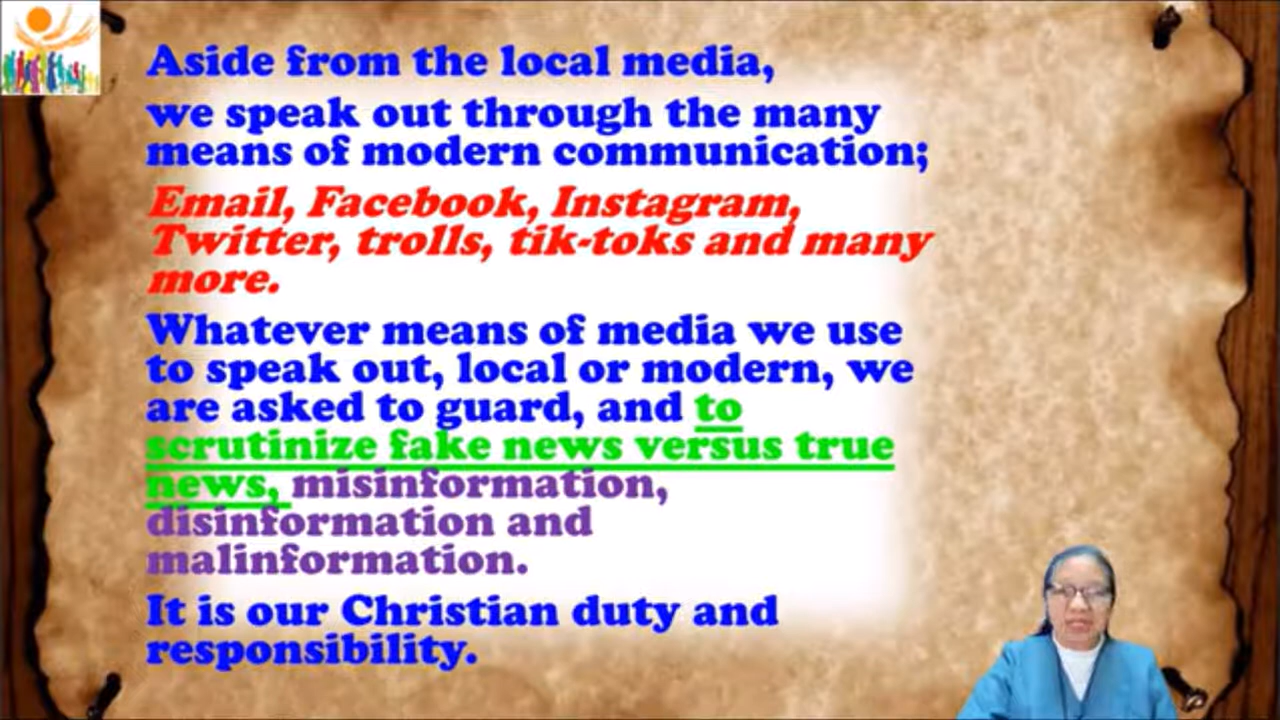 Aside from the local media,
we speak out through the many
means of modern communication;
Email, Facebook, Instagram,
Twitter, trolls, tik-toks and many
more.
Whatever means of media we use
to speak out, local or modern, we
are asked to guard, and to
scrutinize fake news versus true
news, misinformation,
disinformation and
malinformation.
It is our Christian duty and
responsibility.